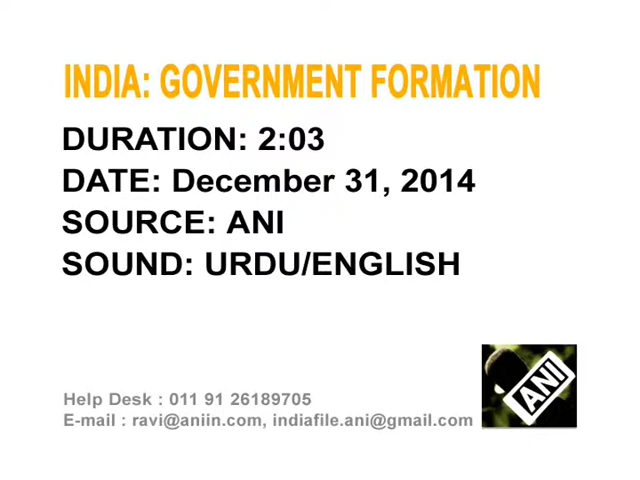 INDIA: GOVERNMENT FORMATION
DURATION: 2:03
DATE: December 31, 2014
SOURCE: ANI
SOUND: URDU/ENGLISH
Help Desk : 011 91 26189705
E-mail : ravi@aniin.com, indiafile.ani@gmail.com
ANI